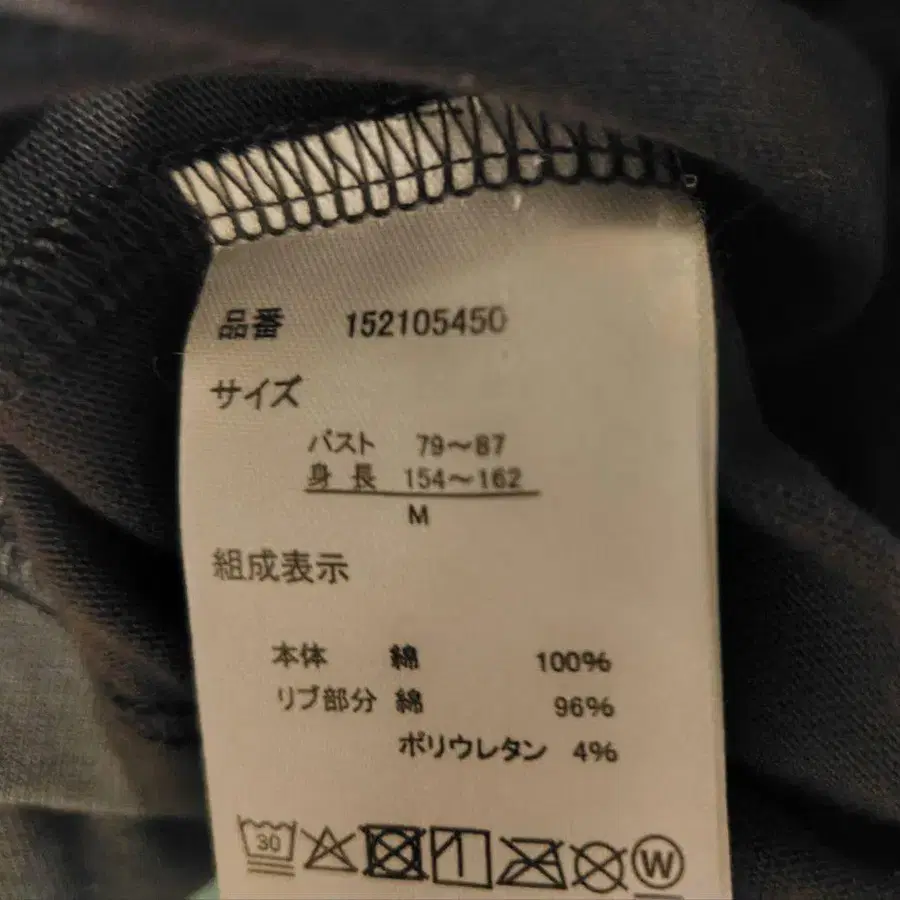 品番 152105450
サイズ
バスト 79～87
身長 154～162
M
組成表示
本体 綿 100%
リブ部分 綿 96%
ポリウレタン 4%
30 W